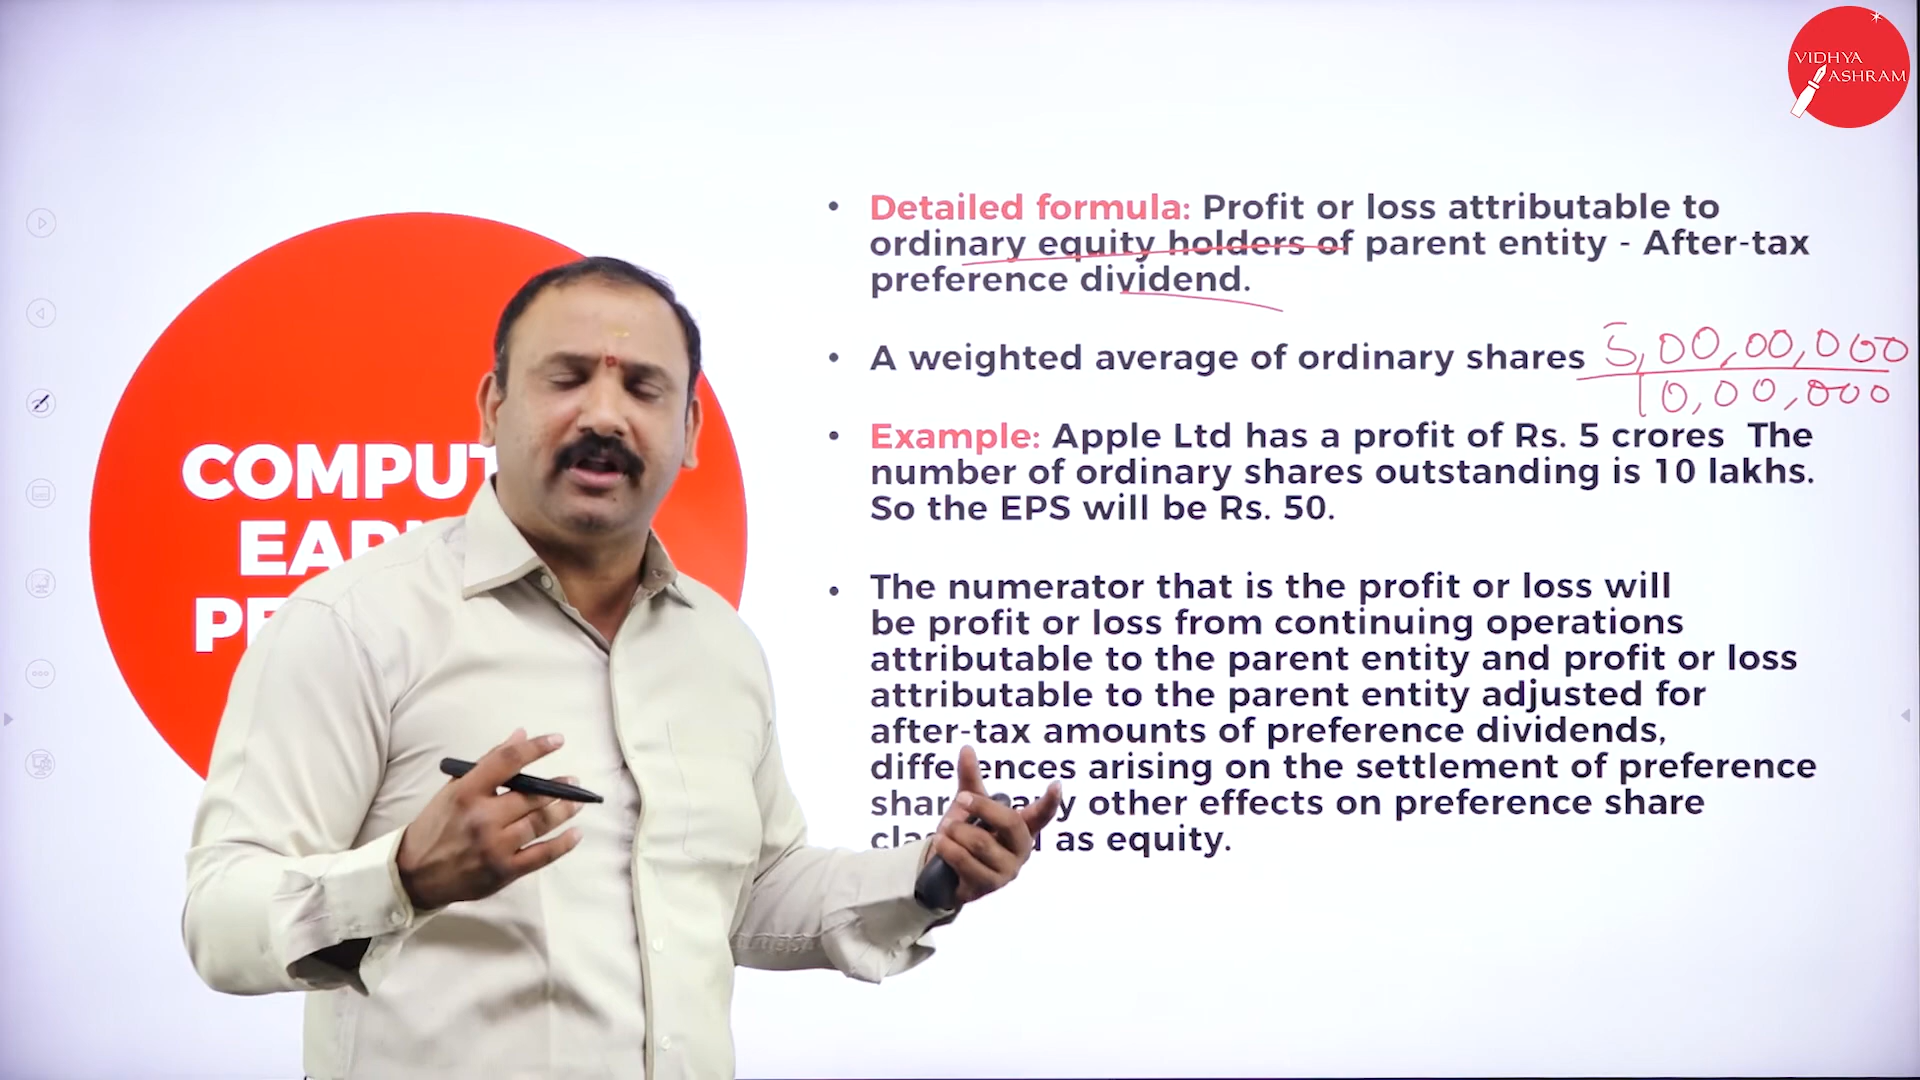 VIDHYA
ASHRAM
COMPUT
EAR
PE
• Detailed formula: Profit or loss attributable to
ordinary equity holders of parent entity - After-tax
preference dividend.
• A weighted average of ordinary shares
5,00,00,000
10,00,000
• Example: Apple Ltd has a profit of Rs. 5 crores The
number of ordinary shares outstanding is 10 lakhs.
So the EPS will be Rs. 50.
• The numerator that is the profit or loss will
be profit or loss from continuing operations
attributable to the parent entity and profit or loss
attributable to the parent entity adjusted for
after-tax amounts of preference dividends,
differences arising on the settlement of preference
other effects on preference share
as equity.